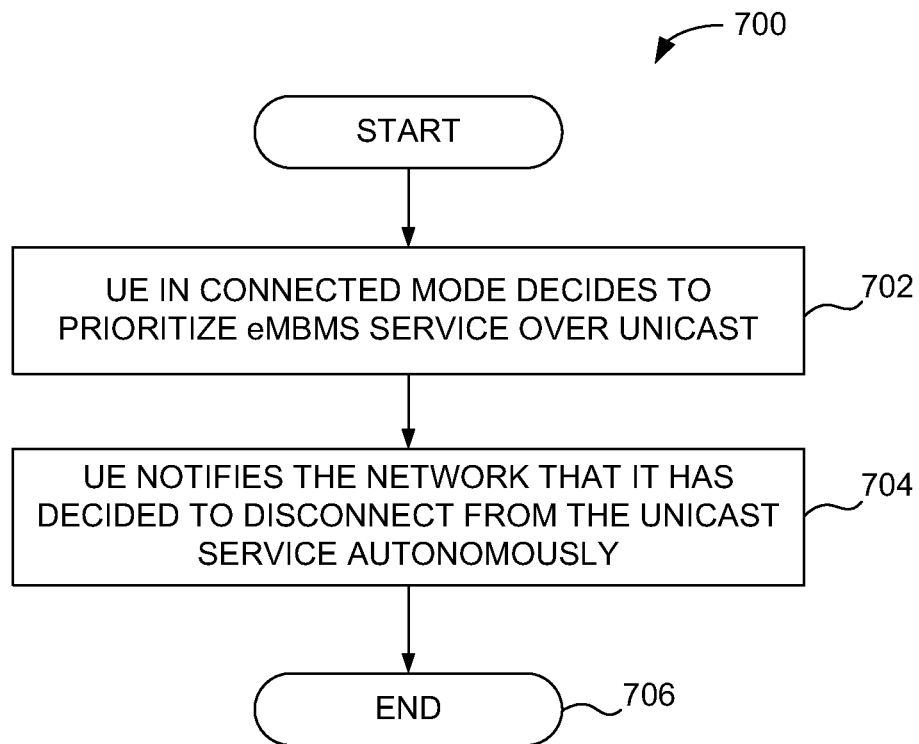 700
START
UE IN CONNECTED MODE DECIDES TO
PRIORITIZE eMBMS SERVICE OVER UNICAST
702
UE NOTIFIES THE NETWORK THAT IT HAS
DECIDED TO DISCONNECT FROM THE UNICAST
SERVICE AUTONOMOUSLY
704
END
706